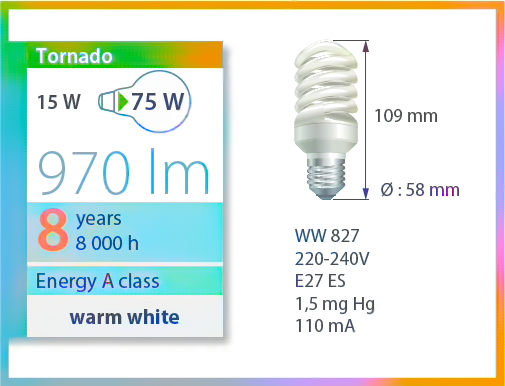 Tornado
15 W
75 W
970 lm
8 years
8 000 h
Energy A class
warm white
109 mm
Ø : 58 mm
WW 827
220-240V
E27 ES
1,5 mg Hg
110 mA